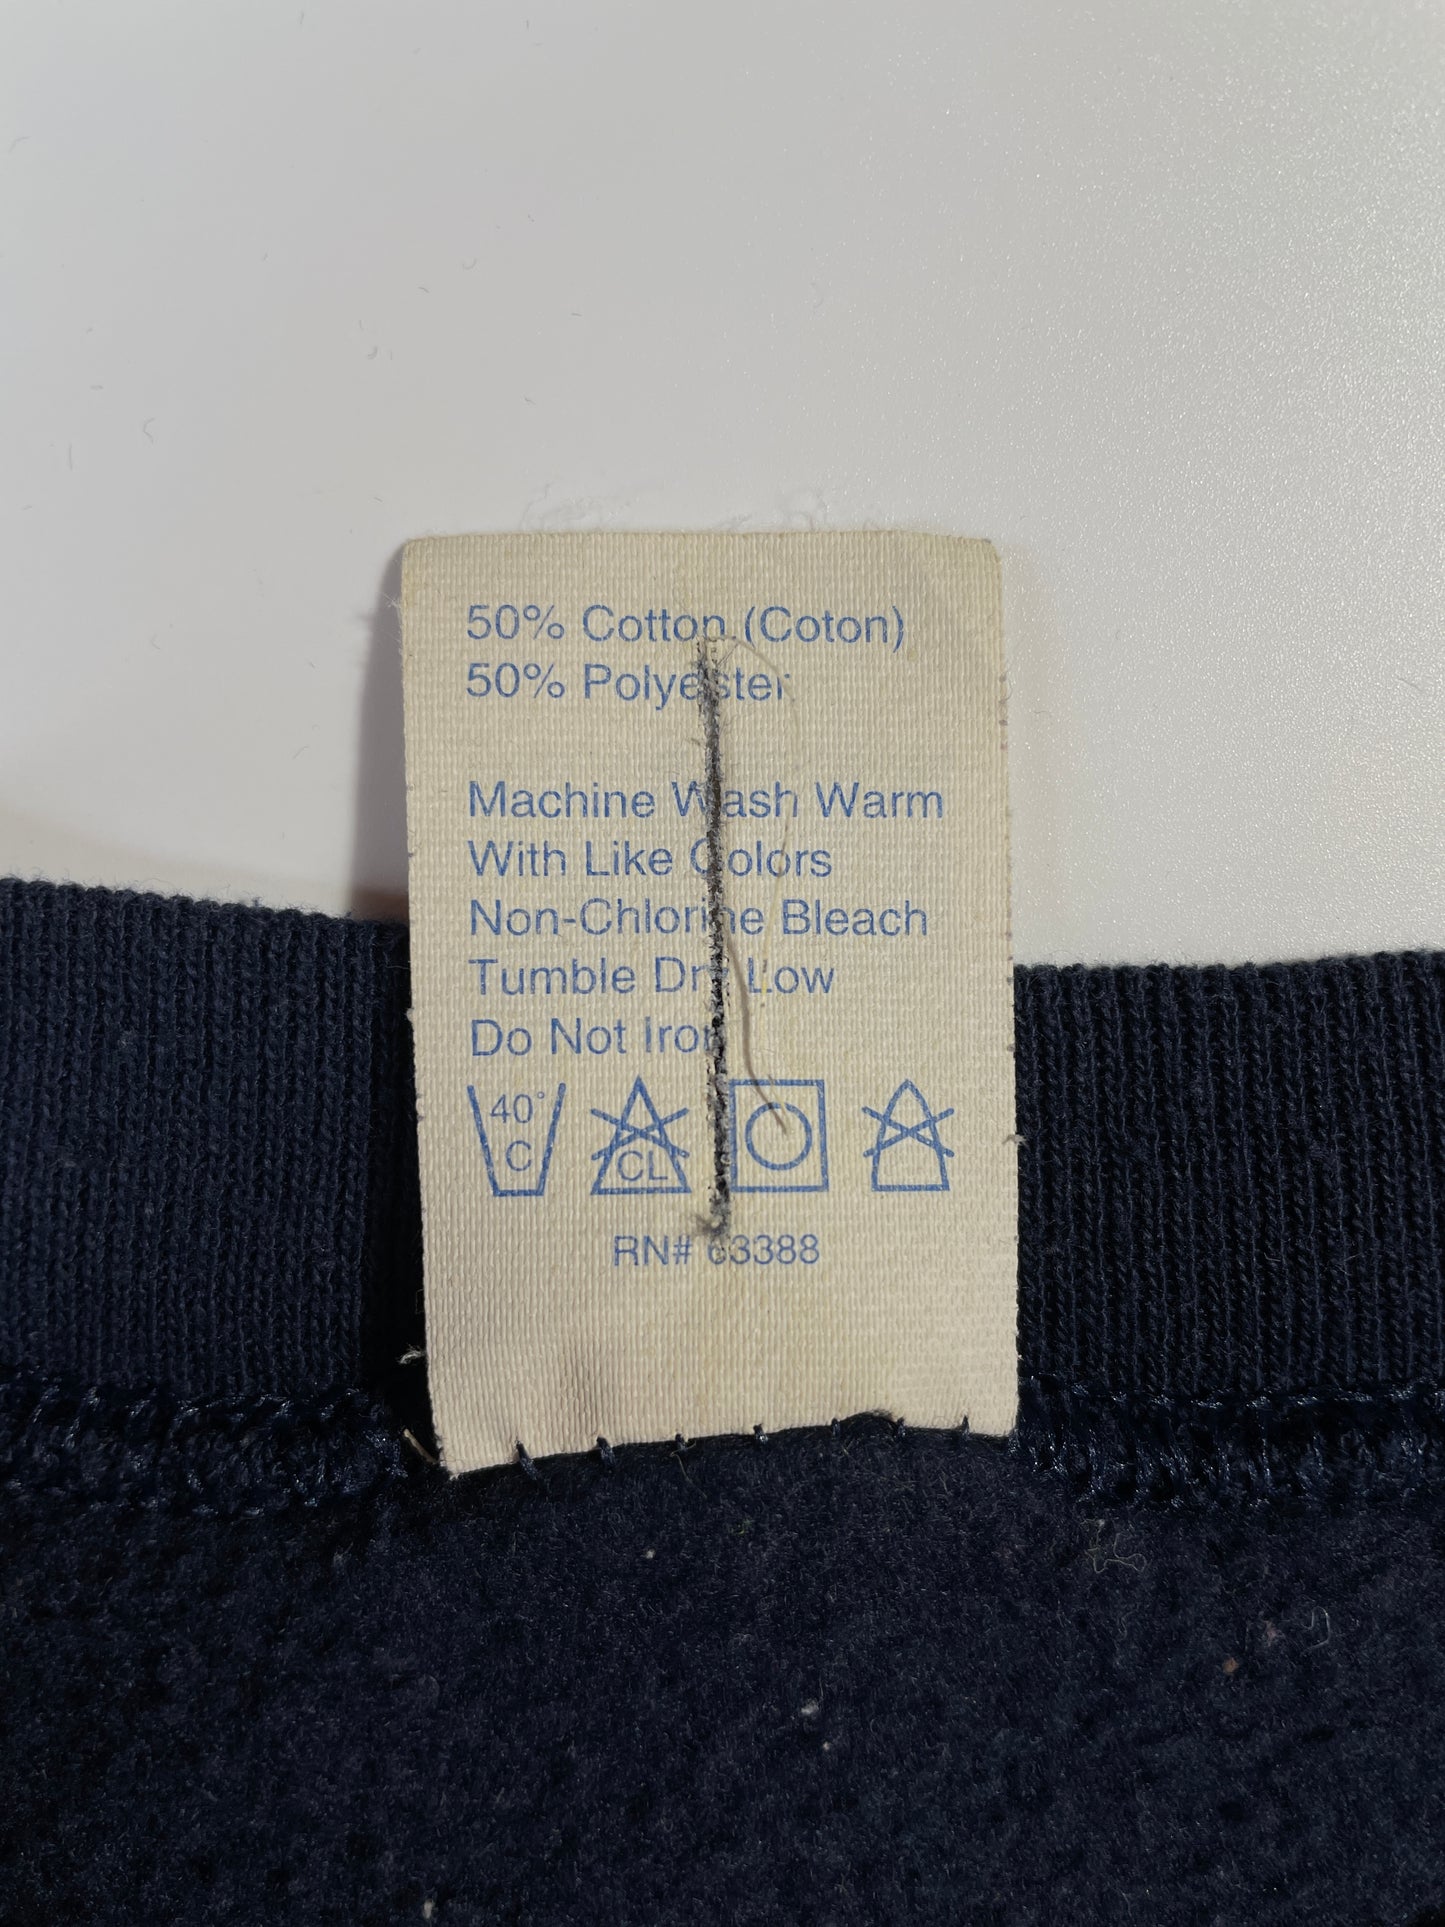 50% Cotton (Coton)
50% Polyester
Machine Wash Warm
With Like Colors
Non-Chlorine Bleach
Tumble Dry Low
Do Not Iron
40° C CL
RN# 63388